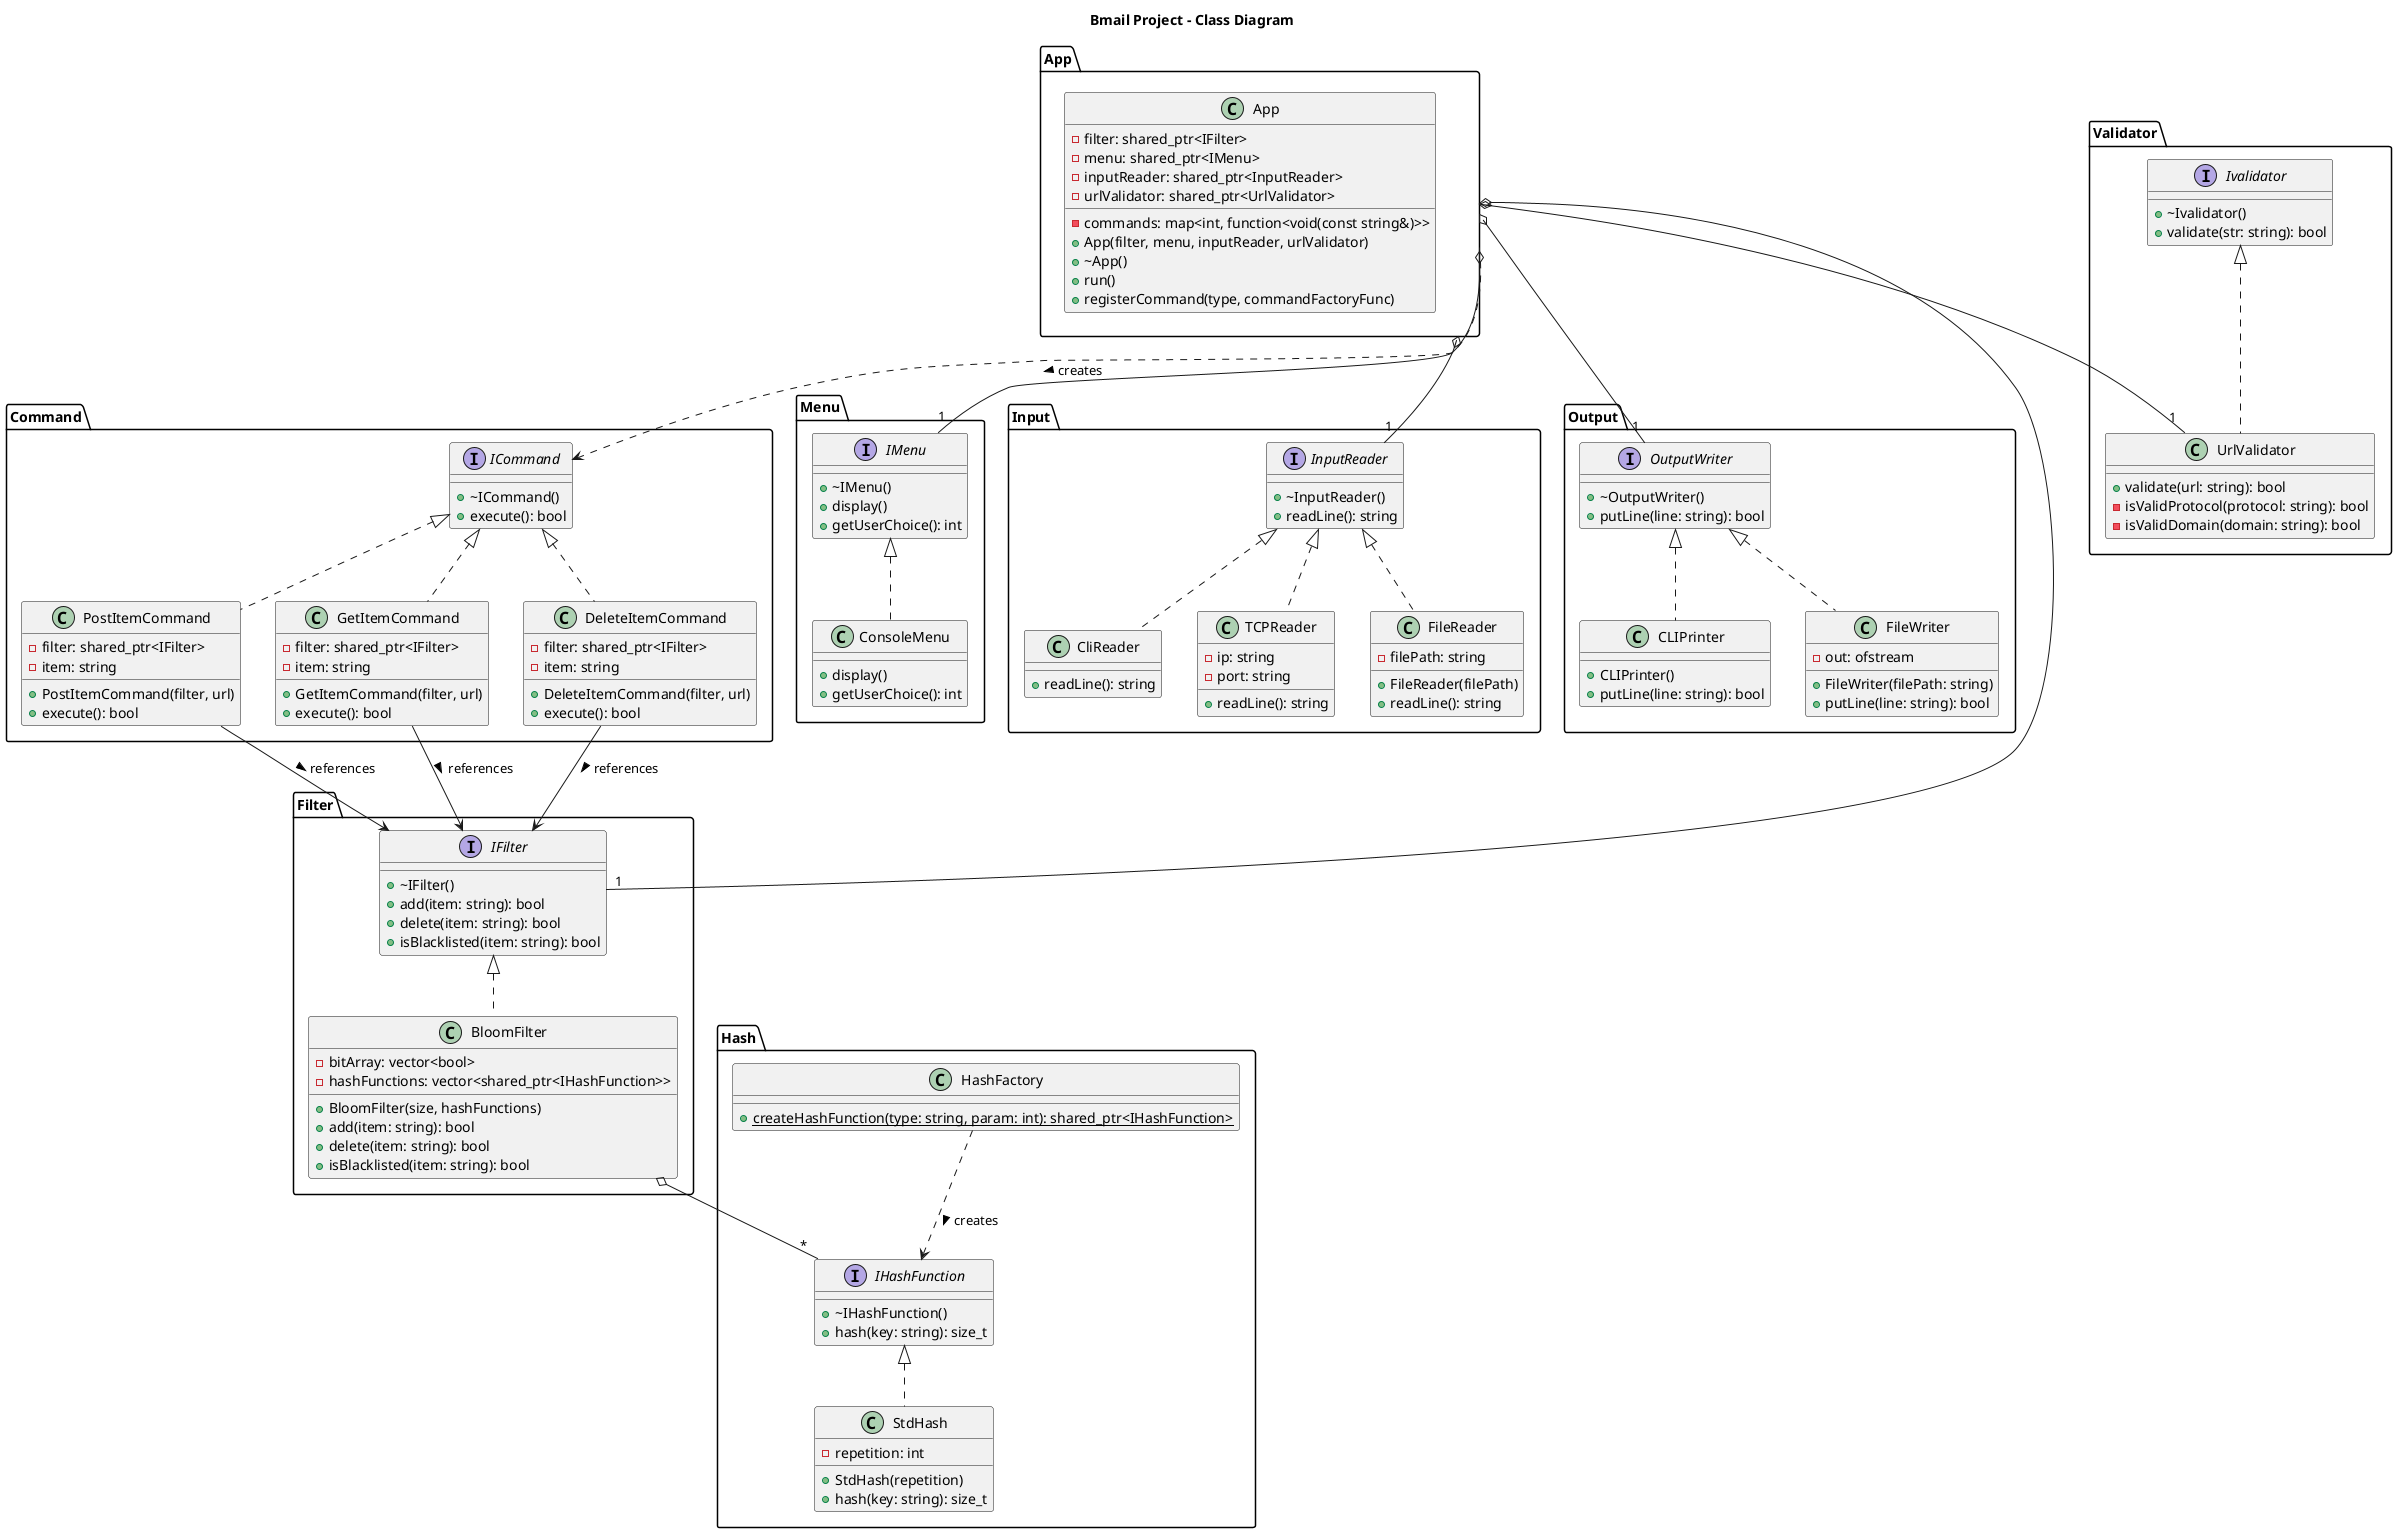 Bmail Project - Class Diagram
App
App
filter: shared_ptr<IFilter>
menu: shared_ptr<IMenu>
inputReader: shared_ptr<InputReader>
urlValidator: shared_ptr<UrlValidator>
commands: map<int, function<void(const string&)>>
App(filter, menu, inputReader, urlValidator)
~App()
run()
registerCommand(type, commandFactoryFunc)
Validator
Ivalidator
~Ivalidator()
validate(str: string): bool
1
UrlValidator
validate(url: string): bool
isValidProtocol(protocol: string): bool
isValidDomain(domain: string): bool
creates
Command
ICommand
~ICommand()
execute(): bool
PostItemCommand
filter: shared_ptr<IFilter>
item: string
PostItemCommand(filter, url)
execute(): bool
GetItemCommand
filter: shared_ptr<IFilter>
item: string
GetItemCommand(filter, url)
execute(): bool
DeleteItemCommand
filter: shared_ptr<IFilter>
item: string
DeleteItemCommand(filter, url)
execute(): bool
Menu
1
IMenu
~IMenu()
display()
getUserChoice(): int
ConsoleMenu
display()
getUserChoice(): int
Input
1
InputReader
~InputReader()
readLine(): string
CliReader
readLine(): string
TCPReader
ip: string
port: string
readLine(): string
FileReader
filePath: string
FileReader(filePath)
readLine(): string
Output
1
OutputWriter
~OutputWriter()
putLine(line: string): bool
CLIPrinter
CLIPrinter()
putLine(line: string): bool
FileWriter
out: ofstream
FileWriter(filePath: string)
putLine(line: string): bool
references
references
references
Filter
IFilter
~IFilter()
add(item: string): bool
delete(item: string): bool
isBlacklisted(item: string): bool
1
BloomFilter
bitArray: vector<bool>
hashFunctions: vector<shared_ptr<IHashFunction>>
BloomFilter(size, hashFunctions)
add(item: string): bool
delete(item: string): bool
isBlacklisted(item: string): bool
Hash
HashFactory
createHashFunction(type: string, param: int): shared_ptr<IHashFunction>
creates
*
IHashFunction
~IHashFunction()
hash(key: string): size_t
StdHash
repetition: int
StdHash(repetition)
hash(key: string): size_t